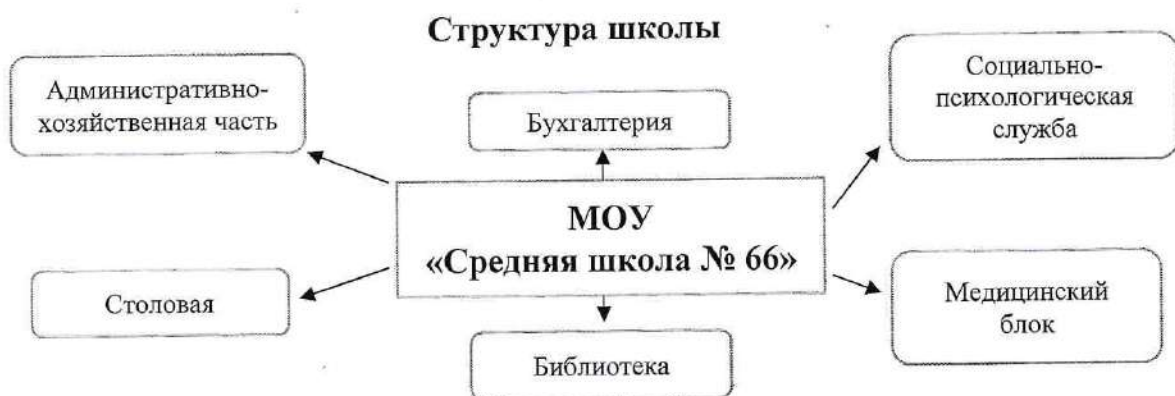 Структура школы
Административно-
хозяйственная часть
Бухгалтерия
Социально-
психологическая
служба
МОУ
«Средняя школа № 66»
Столовая
Медицинский
блок
Библиотека